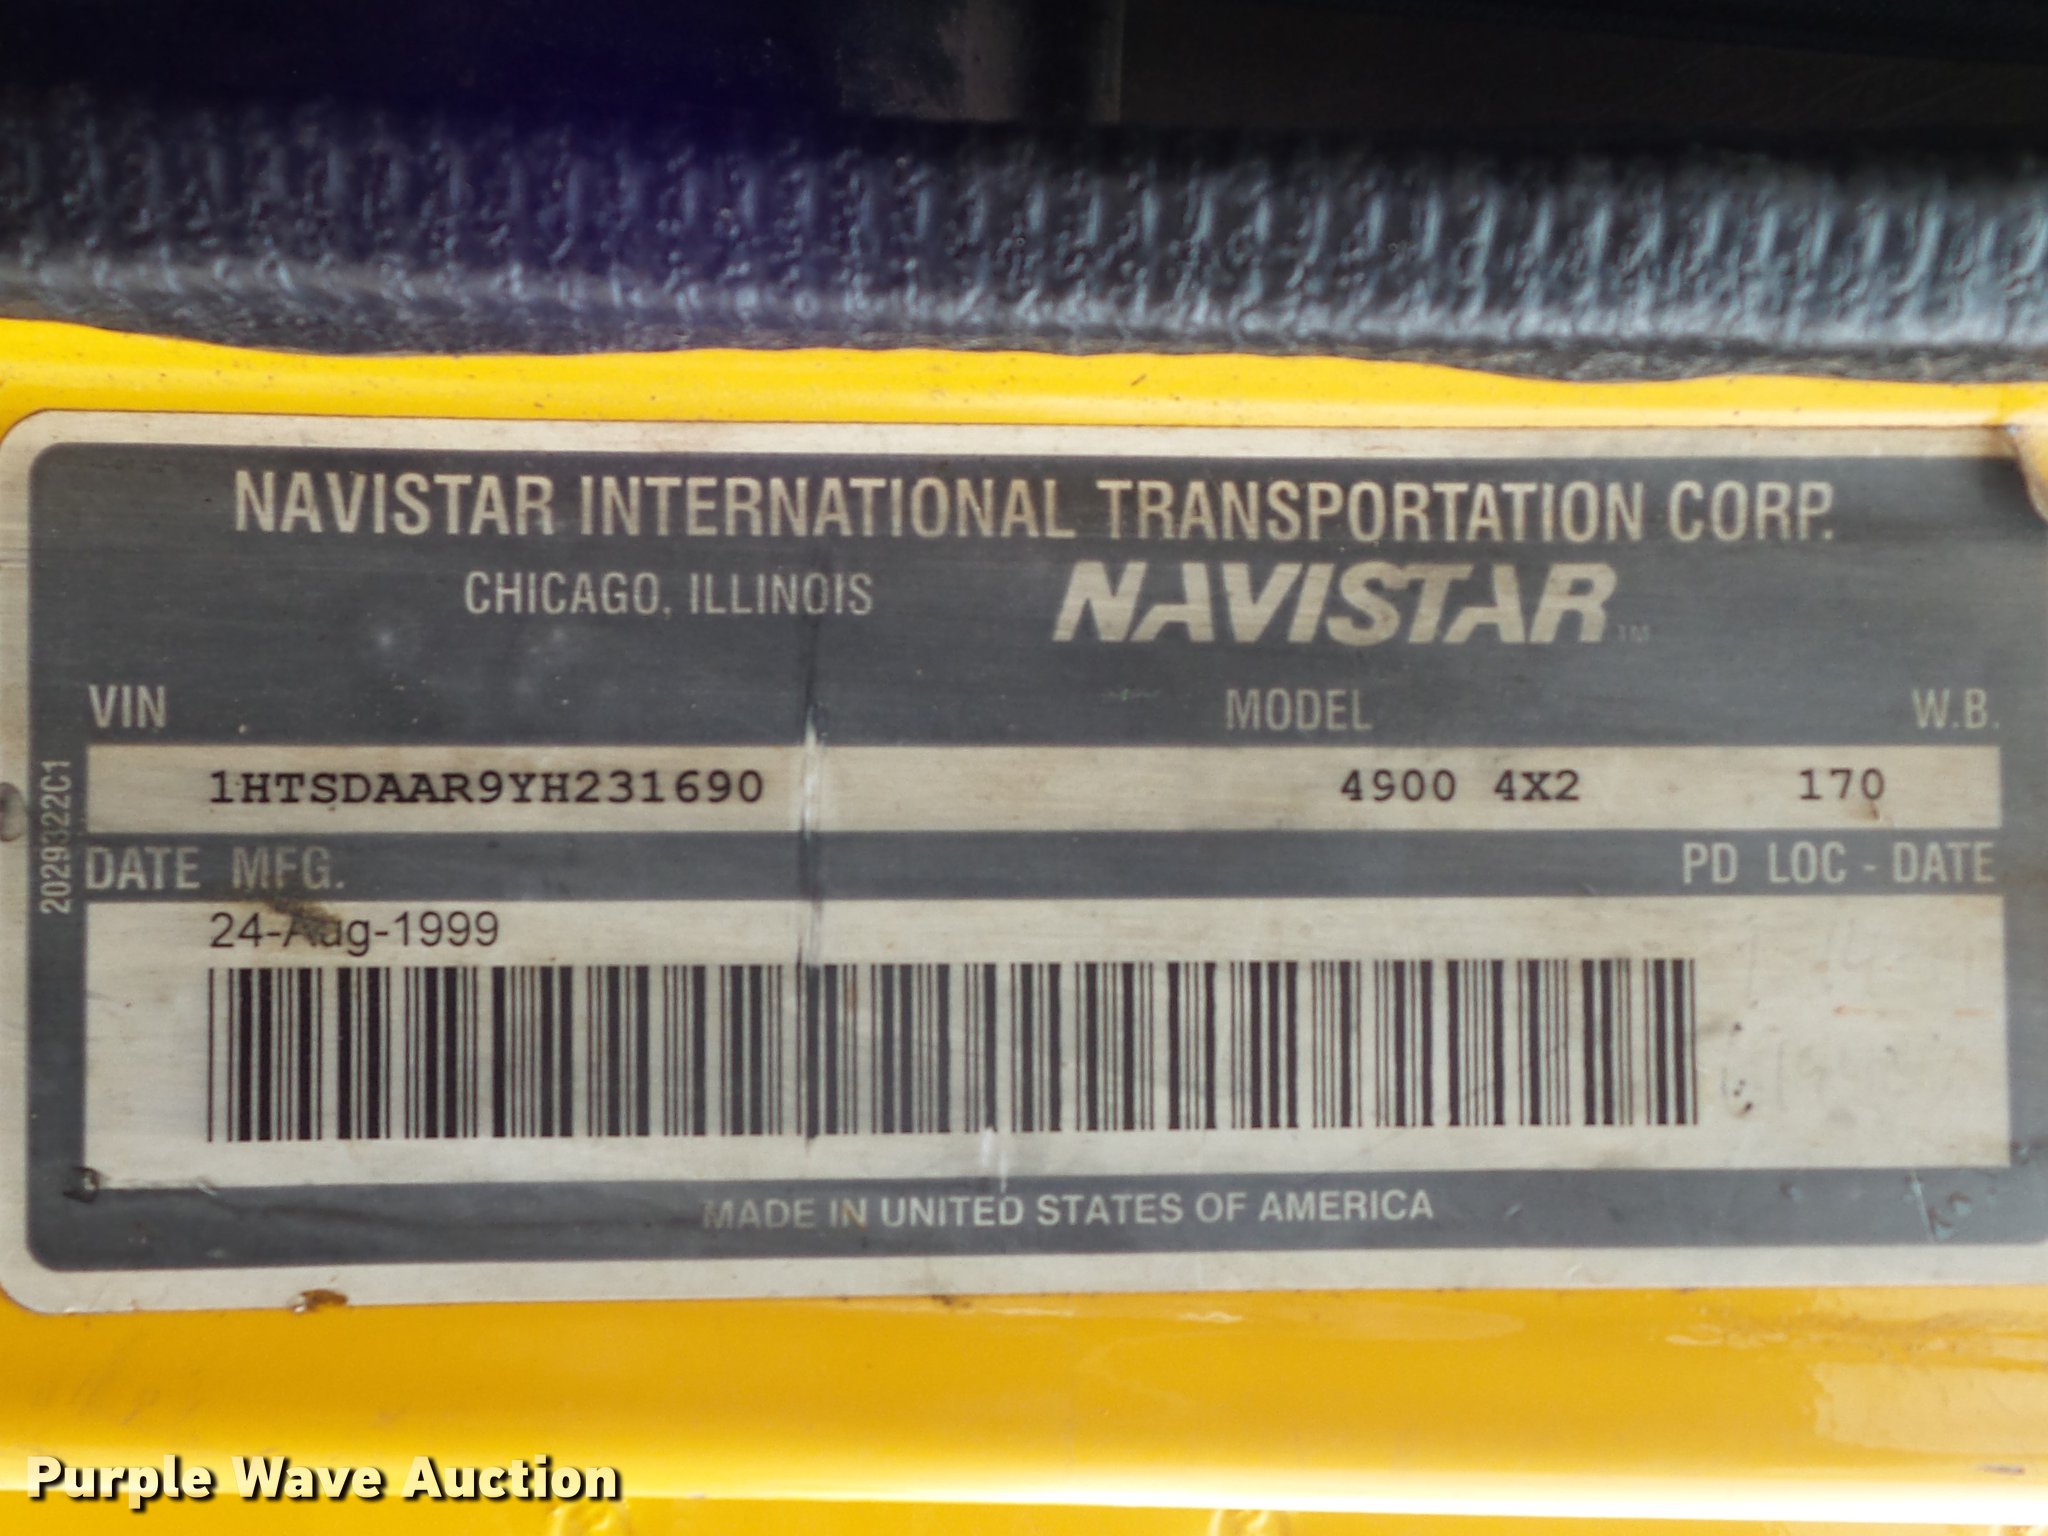 NAVISTAR INTERNATIONAL TRANSPORTATION CORP.
CHICAGO, ILLINOIS NAVISTAR™
VIN MODEL W.B.
1HTSDAAR9YH231690 4900 4X2 170
2029322C1
DATE MFG. PD LOC - DATE
24-Aug-1999
MADE IN UNITED STATES OF AMERICA
Purple Wave Auction